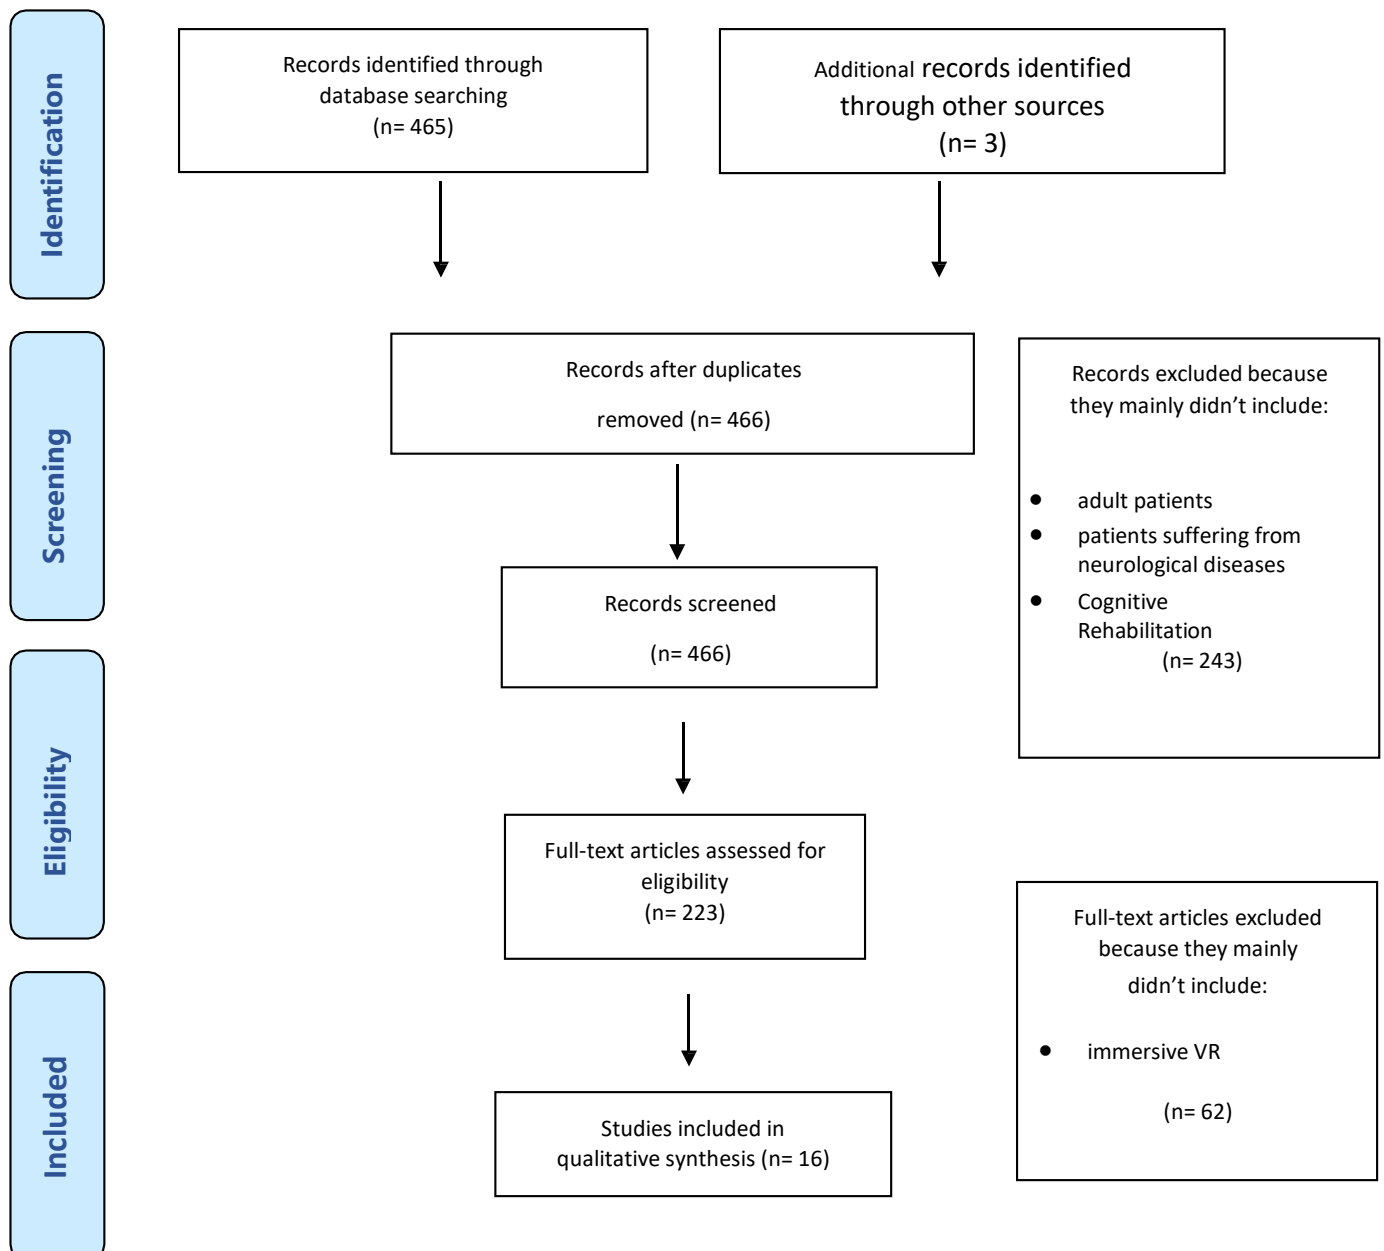 Identification
Records identified through
database searching
(n= 465)
Additional records identified
through other sources
(n= 3)
Screening
Records after duplicates
removed (n= 466)
Records excluded because
they mainly didn’t include:
● adult patients
● patients suffering from
neurological diseases
● Cognitive
Rehabilitation
(n= 243)
Records screened
(n= 466)
Eligibility
Full-text articles assessed for
eligibility
(n= 223)
Full-text articles excluded
because they mainly
didn’t include:
● immersive VR
(n= 62)
Included
Studies included in
qualitative synthesis (n= 16)